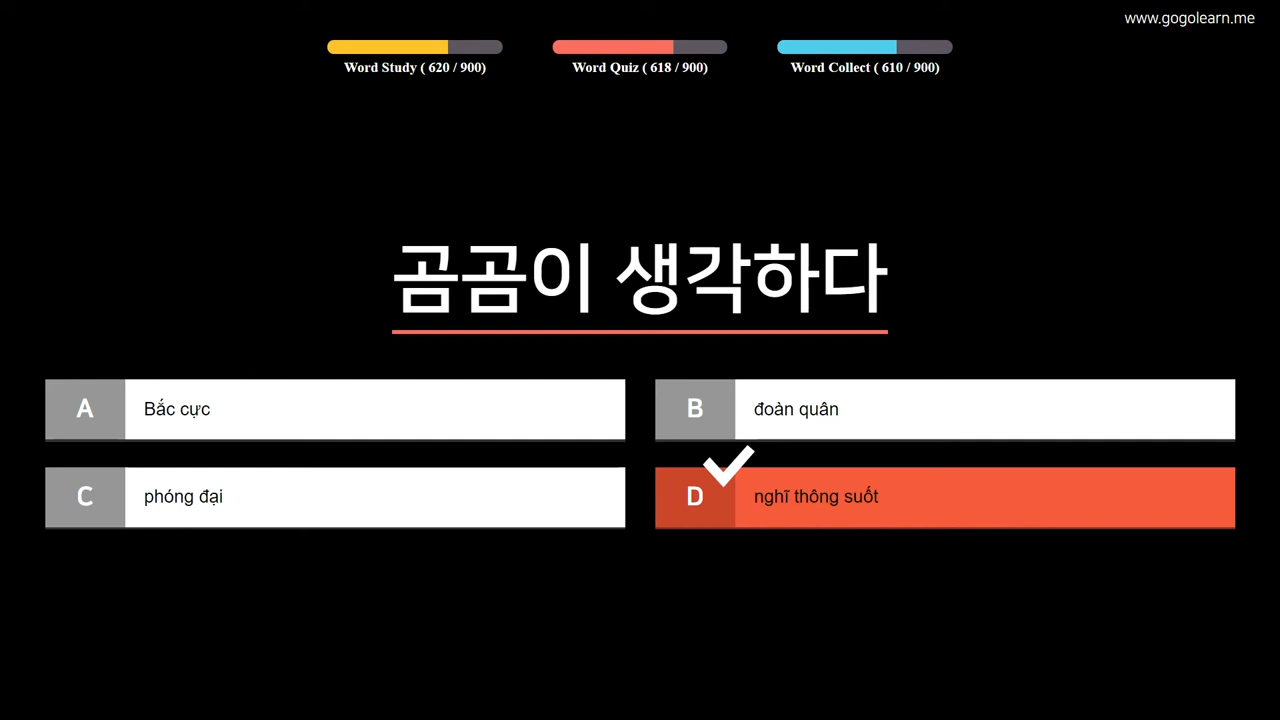 www.gogolearn.me
Word Study ( 620 / 900)
Word Quiz ( 618 / 900)
Word Collect ( 610 / 900)
곰곰이 생각하다
A Bắc cực
B đoàn quân
C phóng đại
D nghĩ thông suốt